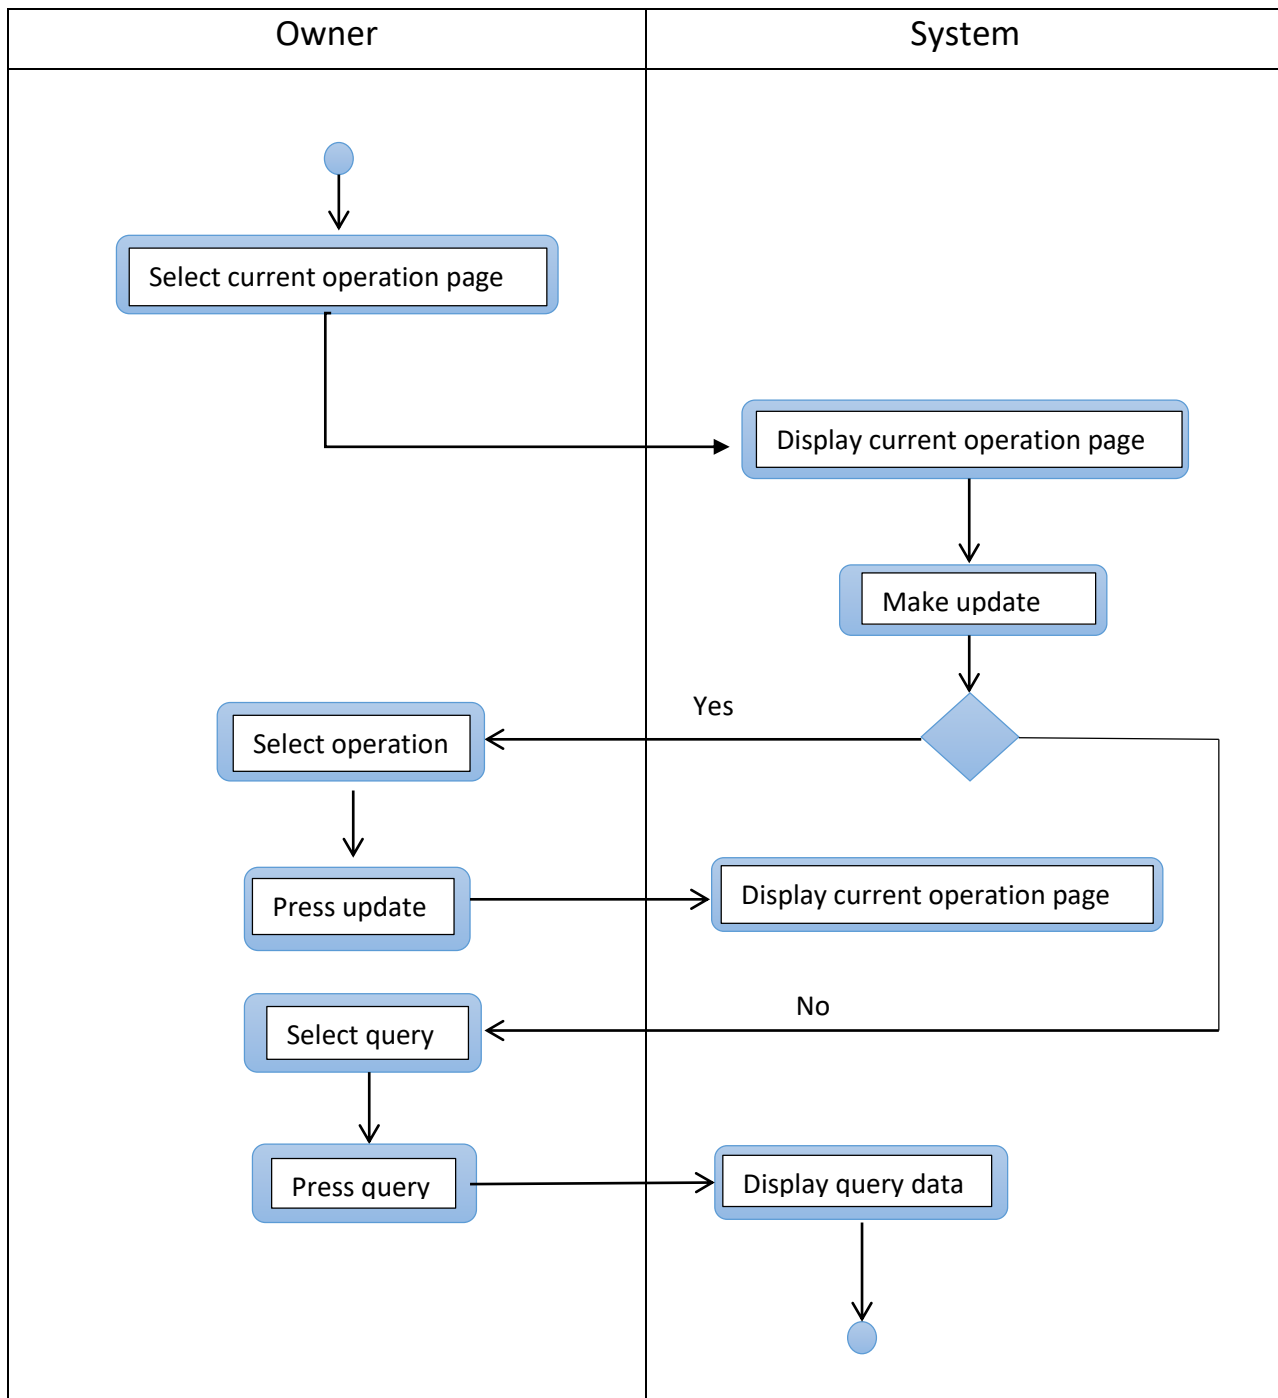 Owner
System
Select current operation page
Display current operation page
Make update
Yes
Select operation
Press update
Display current operation page
No
Select query
Press query
Display query data